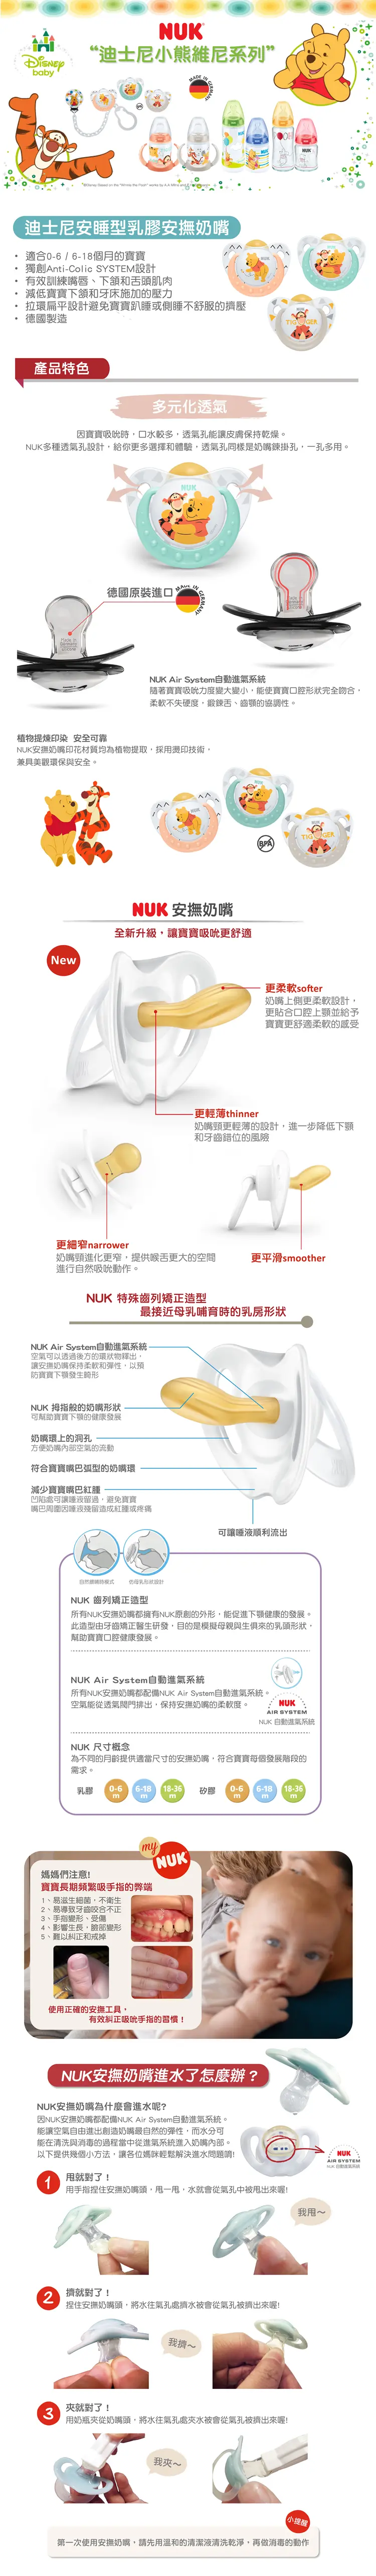 NUK
"迪士尼小熊維尼系列"
Disney
baby
MADE IN GERMANY
迪士尼安睡型乳膠安撫奶嘴
• 適合0-6 / 6-18個月的寶寶
• 獨創Anti-Colic SYSTEM設計
• 有效訓練嘴唇、下頷和舌頭肌肉
• 減低寶寶下頷和牙床施加的壓力
• 拉環扁平設計避免寶寶趴睡或側睡不舒服的擠壓
• 德國製造
產品特色
多元化透氣
因寶寶吸吮時，口水較多，透氣孔能讓皮膚保持乾燥。
NUK多種透氣孔設計，給你更多選擇和體驗，透氣孔同樣是奶嘴鍊掛孔，一孔多用。
NUK
德國原裝進口
MADE IN GERMANY
NUK Air System自動進氣系統
隨著寶寶吸吮力度變大變小，能使寶寶口腔形狀完全吻合，
柔軟不失硬度，鍛鍊舌、齒顎的協調性。
植物提煉印染 安全可靠
NUK安撫奶嘴印花材質均為植物提取，採用燙印技術，
兼具美觀環保與安全。
BPA
TIGGER
NUK 安撫奶嘴
全新升級，讓寶寶吸吮更舒適
New
更柔軟softer
奶嘴上側更柔軟設計，
更貼合口腔上顎並給予
寶寶更舒適柔軟的感受
更輕薄thinner
奶嘴頸更輕薄的設計，進一步降低下顎
和牙齒錯位的風險
更細窄narrower
奶嘴頸進化更窄，提供喉舌更大的空間
進行自然吸吮動作。
更平滑smoother
NUK 特殊齒列矯正造型
最接近母乳哺育時的乳房形狀
NUK Air System自動進氣系統
空氣可以透過後方的環狀物釋出，
讓安撫奶嘴保持柔軟和彈性，以預
防寶寶下顎發生畸形
NUK 拇指般的奶嘴形狀
可幫助寶寶下顎的健康發展
奶嘴環上的洞孔
方便奶嘴內部空氣的流動
符合寶寶嘴巴弧型的奶嘴環
減少寶寶嘴巴紅腫
凹陷處可讓唾液留過，避免寶寶
嘴巴周圍因唾液殘留造成紅腫或疼痛
可讓唾液順利流出
自然銜觸時模式
仿母乳形狀設計
NUK 齒列矯正造型
所有NUK安撫奶嘴都擁有NUK原創的外形，能促進下顎健康的發展。
此造型由牙齒矯正醫生研發，目的是模擬母親與生俱來的乳頭形狀，
幫助寶寶口腔健康發展。
NUK Air System自動進氣系統
所有NUK安撫奶嘴都配備NUK Air System自動進氣系統。
空氣能從透氣閥門排出，保持安撫奶嘴的柔軟度。
NUK
AIR SYSTEM
NUK 自動進氣系統
NUK 尺寸概念
為不同的月齡提供適當尺寸的安撫奶嘴，符合寶寶每個發展階段的
需求。
乳膠 0-6 m 6-18 m 18-36 m 矽膠 0-6 m 6-18 m 18-36 m
my NUK
媽媽們注意!
寶寶長期頻繁吸手指的弊端
1、易滋生細菌，不衛生
2、易導致牙齒咬合不正
3、手指變形、受傷
4、影響生長，臉部變形
5、難以糾正和戒掉
使用正確的安撫工具，
有效糾正吸吮手指的習慣！
NUK安撫奶嘴進水了怎麼辦？
NUK安撫奶嘴為什麼會進水呢?
因NUK安撫奶嘴都配備NUK Air System自動進氣系統。
能讓空氣自由進出創造奶嘴最自然的彈性，而水分可
能在清洗與消毒的過程當中從進氣系統進入奶嘴內部。
以下提供幾個小方法，讓各位媽咪輕鬆解決進水問題唷!
NUK
AIR SYSTEM
NUK 自動進氣系統
1 甩就對了！
用手指捏住安撫奶嘴頭，甩一甩，水就會從氣孔中被甩出來喔!
我甩～
2 擠就對了！
捏住安撫奶嘴頭，將水往氣孔處擠水被會從氣孔被擠出來喔!
我擠～
3 夾就對了！
用奶瓶夾從奶嘴頭，將水往氣孔處夾水被會從氣孔被擠出來喔!
我夾～
小提醒
第一次使用安撫奶嘴，請先用溫和的清潔液清洗乾淨，再做消毒的動作